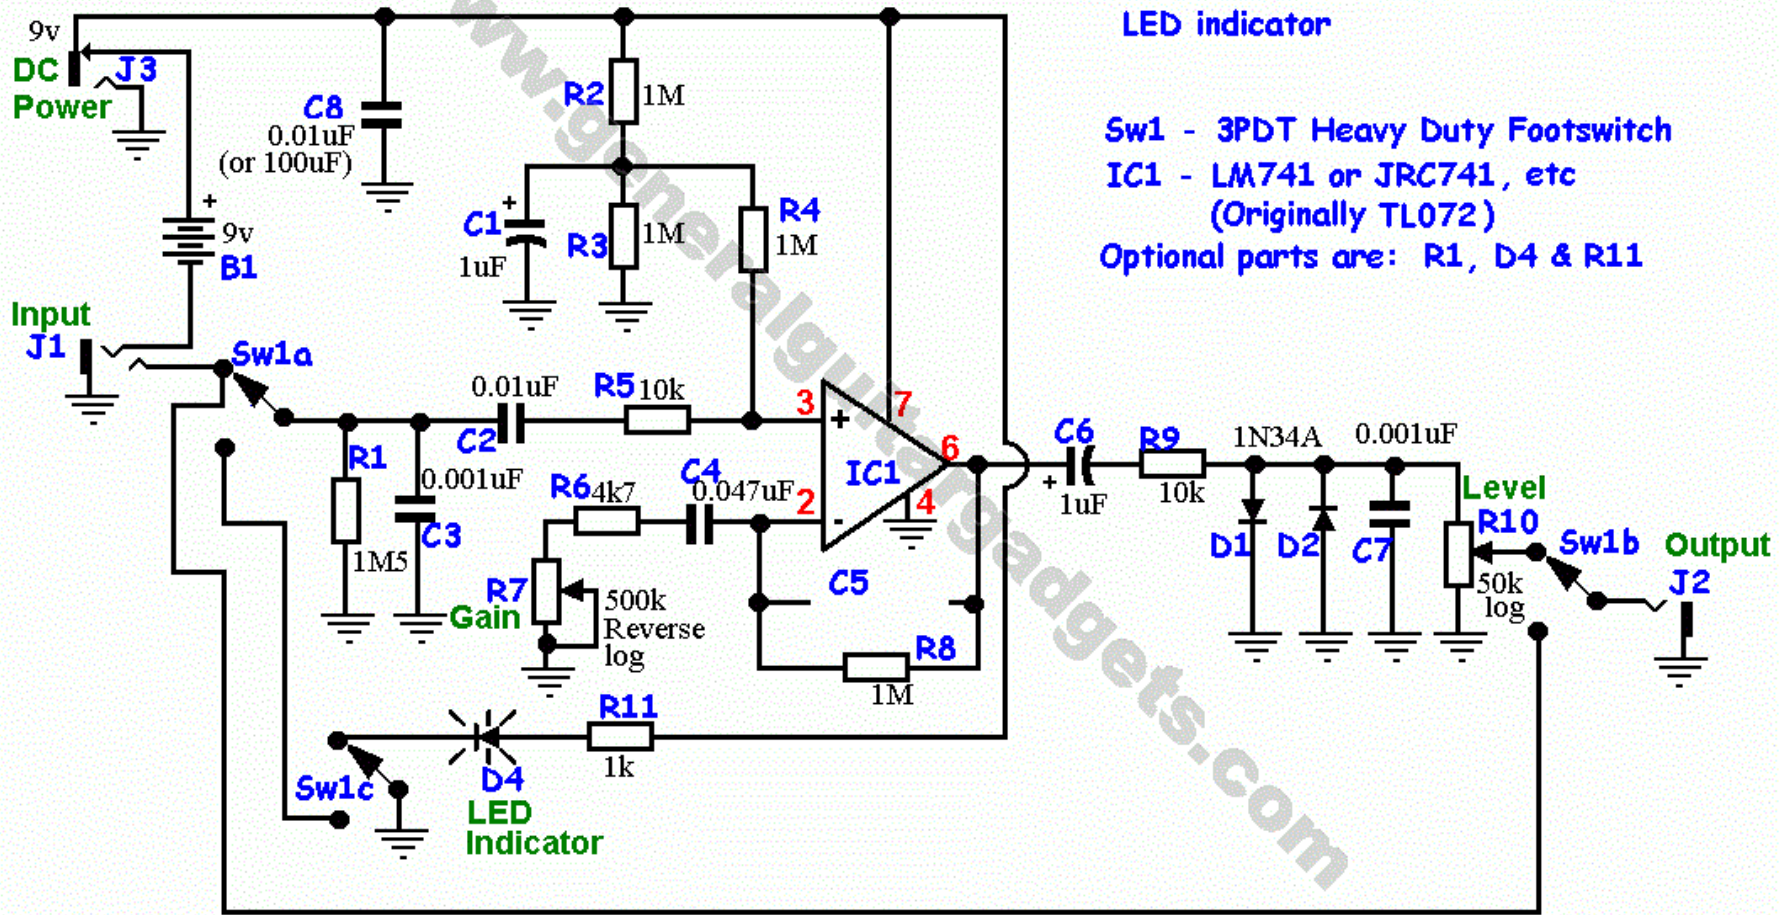 LED indicator
9v
DC
Power
J3
C8
0.01uF
(or 100uF)
R2
1M
Sw1 - 3PDT Heavy Duty Footswitch
IC1 - LM741 or JRC741, etc
(Originally TL072)
Optional parts are: R1, D4 & R11
+
9v
B1
+
C1
1uF
R3
1M
R4
1M
Input
J1
Sw1a
0.01uF
C2
R5 10k
3
+
7
6
IC1
2
-
4
R1
1M5
0.001uF
C3
R6 4k7
C4
0.047uF
R7
Gain
500k
Reverse
log
C5
R8
1M
C6
+
1uF
R9
10k
1N34A
0.001uF
D1
D2
C7
Level
R10
50k
log
Sw1b
Output
J2
R11
1k
D4
LED
Indicator
Sw1c
www.generalguitargadgets.com